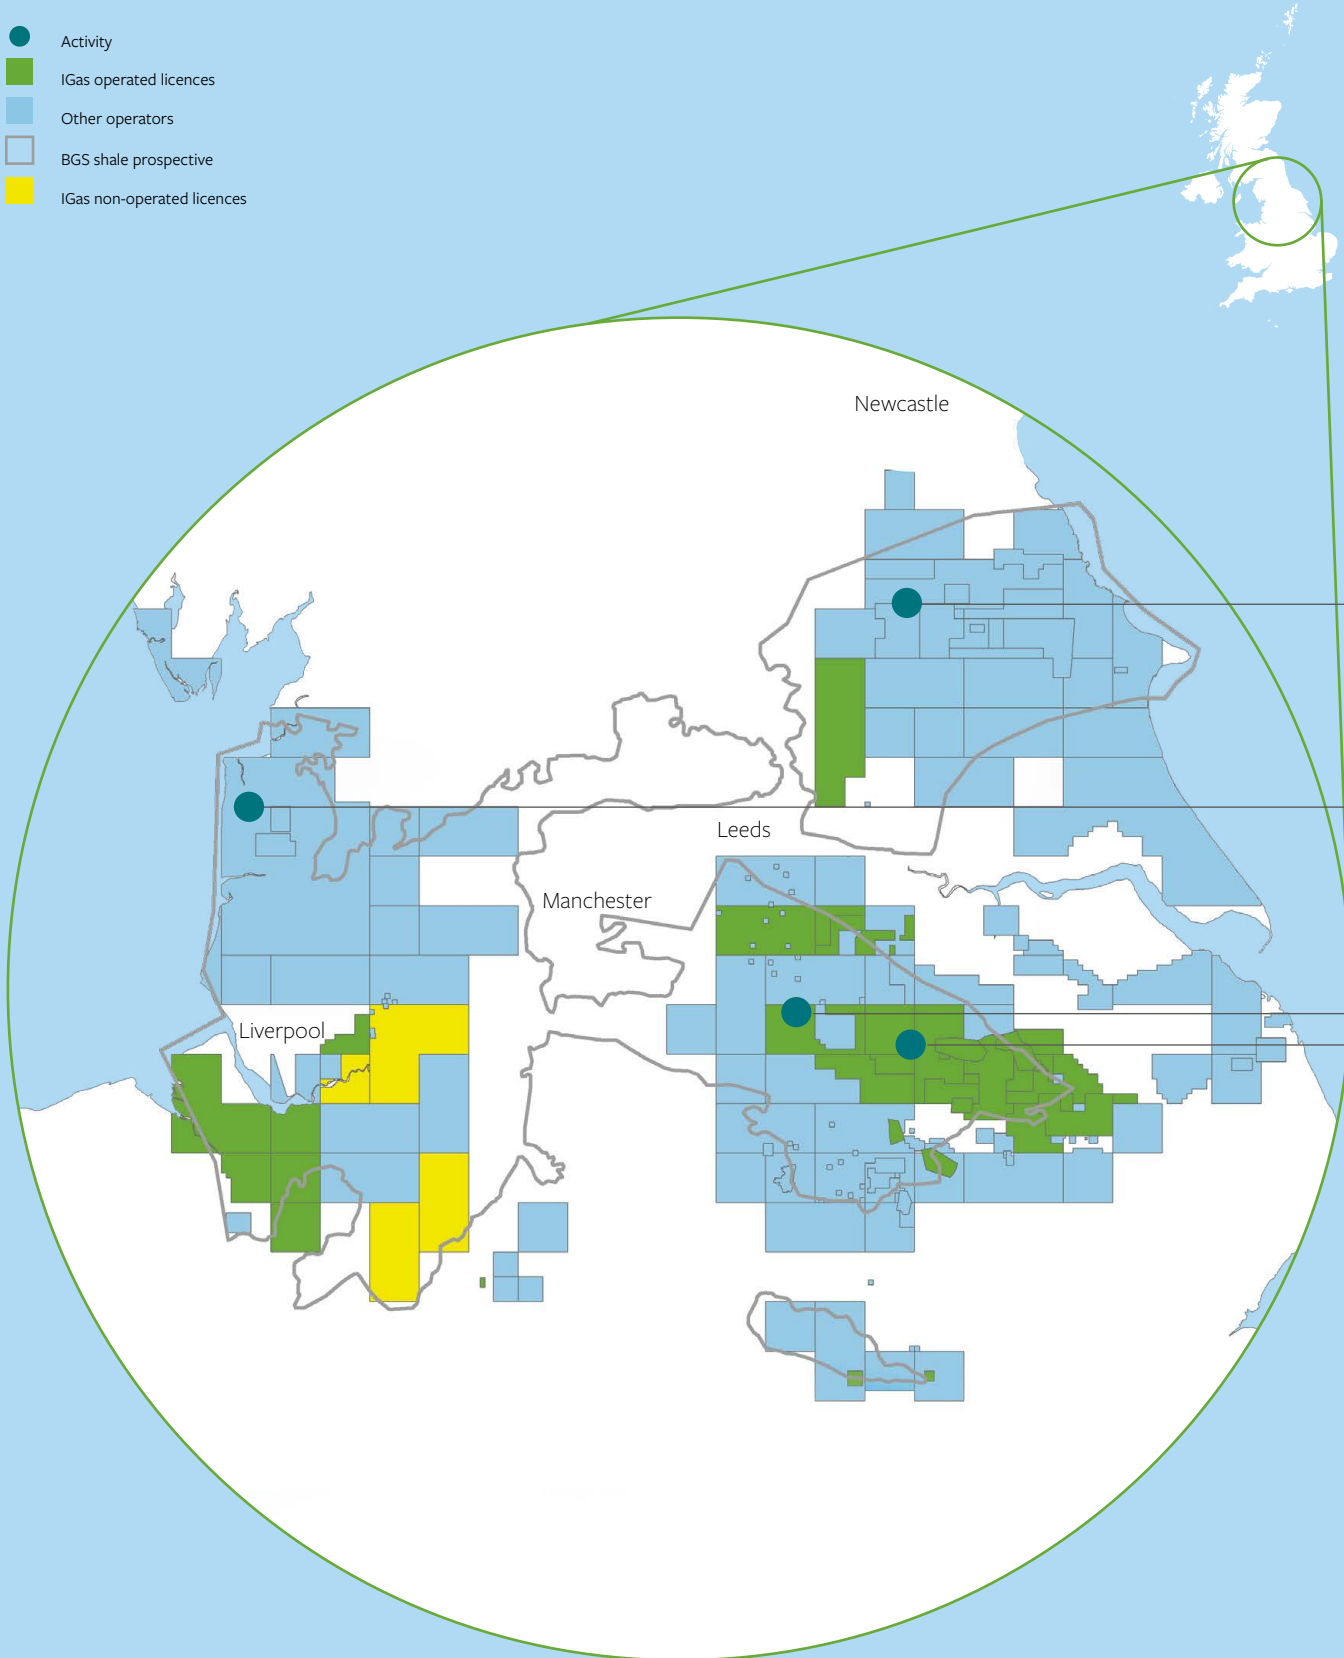 Activity
IGas operated licences
Other operators
BGS shale prospective
IGas non-operated licences
Newcastle
Leeds
Manchester
Liverpool